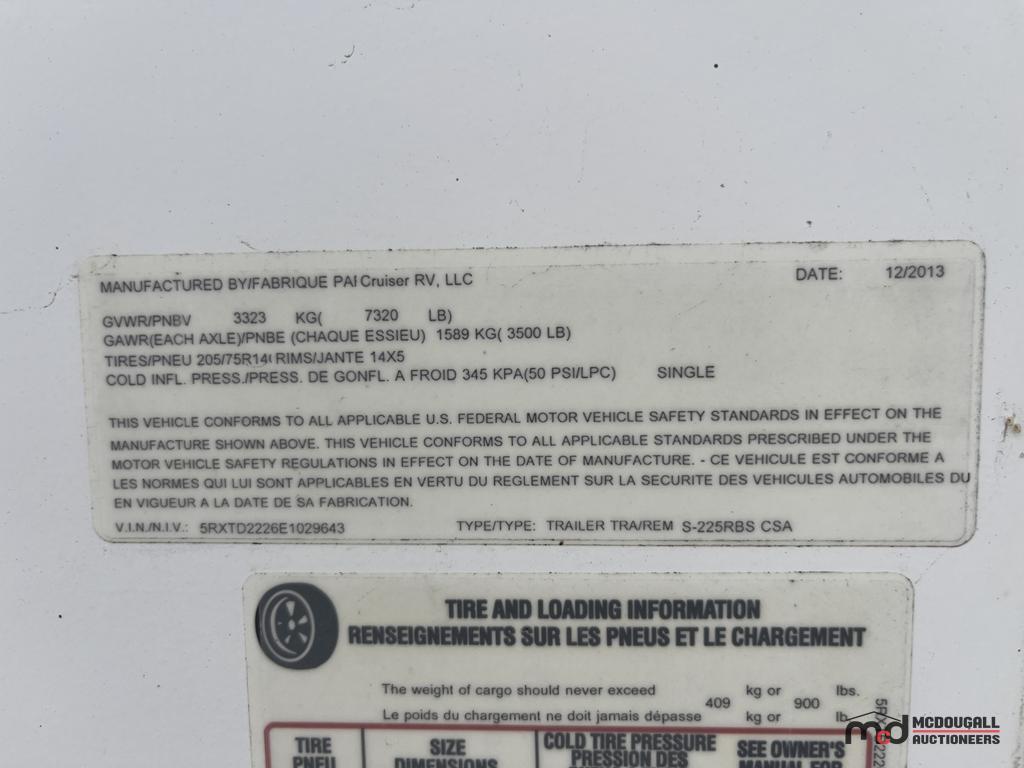 MANUFACTURED BY/FABRIQUE PAI Cruiser RV, LLC DATE: 12/2013
GVWR/PNBV 3323 KG( 7320 LB)
GAWR(EACH AXLE)/PNBE (CHAQUE ESSIEU) 1589 KG( 3500 LB)
TIRES/PNEU 205/75R14( RIMS/JANTE 14X5
COLD INFL. PRESS./PRESS. DE GONFL. A FROID 345 KPA(50 PSI/LPC) SINGLE
THIS VEHICLE CONFORMS TO ALL APPLICABLE U.S. FEDERAL MOTOR VEHICLE SAFETY STANDARDS IN EFFECT ON THE
MANUFACTURE SHOWN ABOVE. THIS VEHICLE CONFORMS TO ALL APPLICABLE STANDARDS PRESCRIBED UNDER THE
MOTOR VEHICLE SAFETY REGULATIONS IN EFFECT ON THE DATE OF MANUFACTURE. - CE VEHICULE EST CONFORME A
LES NORMES QUI LUI SONT APPLICABLES EN VERTU DU REGLEMENT SUR LA SECURITE DES VEHICULES AUTOMOBILES DU
EN VIGUEUR A LA DATE DE SA FABRICATION.
V.I.N./N.I.V.: 5RXTD2226E1029643 TYPE/TYPE: TRAILER TRA/REM S-225RBS CSA
TIRE AND LOADING INFORMATION
RENSEIGNEMENTS SUR LES PNEUS ET LE CHARGEMENT
The weight of cargo should never exceed 409 kg or 900 lbs.
Le poids du chargement ne doit jamais dépasse kg or lb
TIRE SIZE COLD TIRE PRESSURE SEE OWNER'S
PNEU DIMENSIONS PRESSION DES MANUAL FOR
mcd MCDOUGALL
AUCTIONEERS